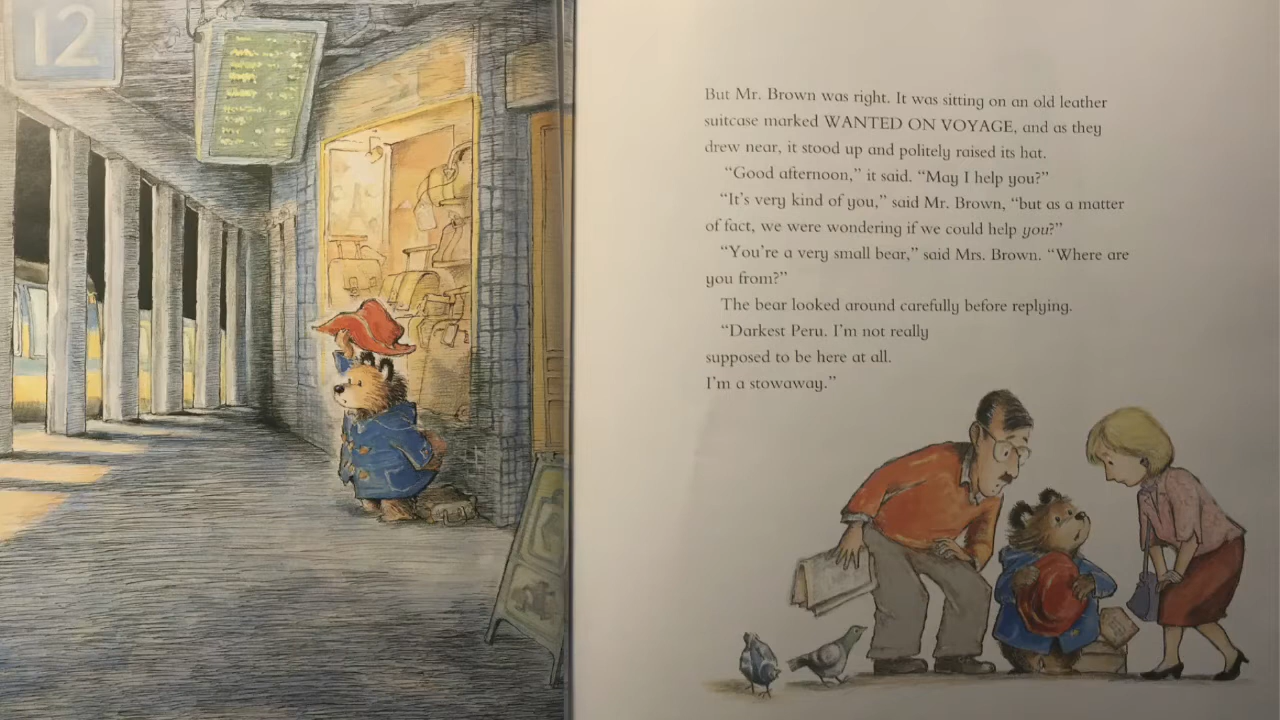 12
But Mr. Brown was right. It was sitting on an old leather
suitcase marked WANTED ON VOYAGE, and as they
drew near, it stood up and politely raised its hat.
“Good afternoon,” it said. “May I help you?”
“It’s very kind of you,” said Mr. Brown, “but as a matter
of fact, we were wondering if we could help you?”
“You’re a very small bear,” said Mrs. Brown. “Where are
you from?”
The bear looked around carefully before replying.
“Darkest Peru. I’m not really
supposed to be here at all.
I’m a stowaway.”